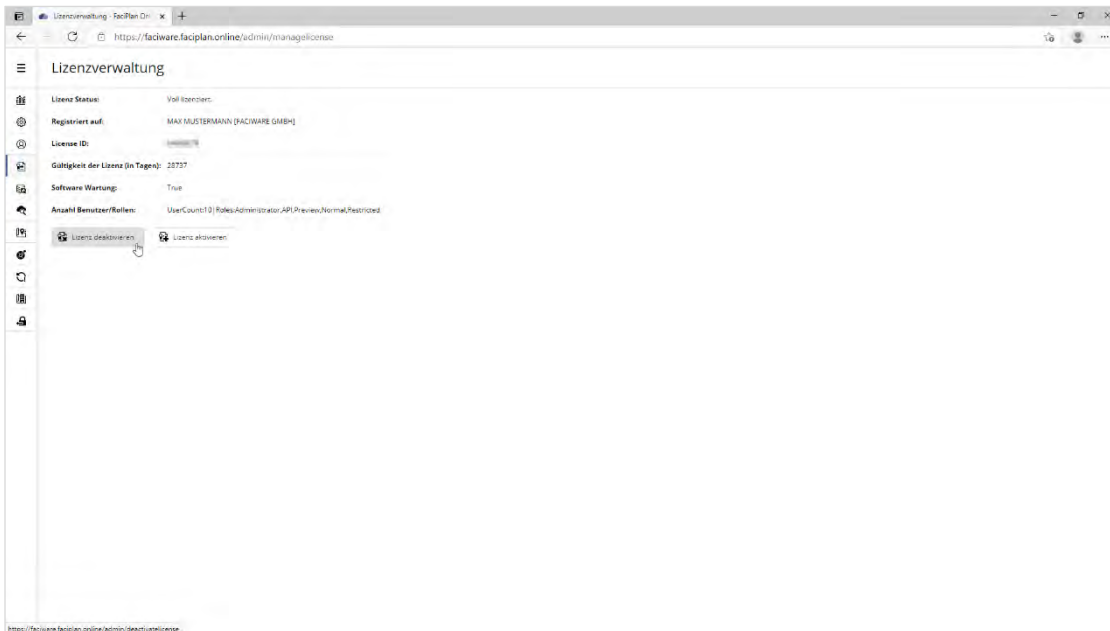 Lizenzverwaltung - FaciPlan On
https://faciware.faciplan.online/admin/managelicense
Lizenzverwaltung
Lizenz Status: Voll lizenziert.
Registriert auf: MAX MUSTERMANN [FACIWARE GMBH]
License ID:
Gültigkeit der Lizenz (in Tagen): 28737
Software Wartung: True
Anzahl Benutzer/Rollen: UserCount:10|Roles:Administrator,API,Preview,Normal,Restricted
Lizenz deaktivieren Lizenz aktivieren
https://faciware.faciplan.online/admin/deactivatelicense